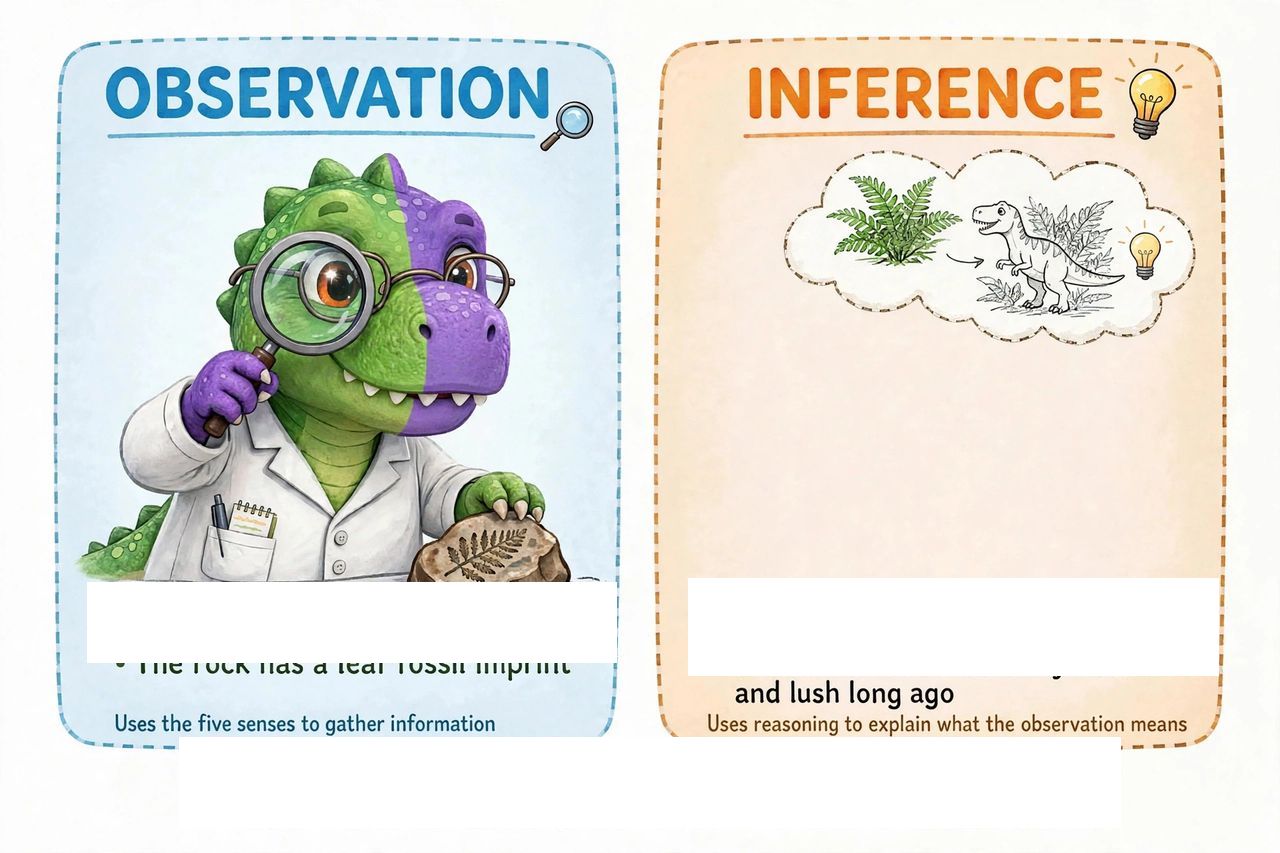 OBSERVATION
INFERENCE
• The rock has a leaf fossil imprint
Uses the five senses to gather information
and lush long ago
Uses reasoning to explain what the observation means